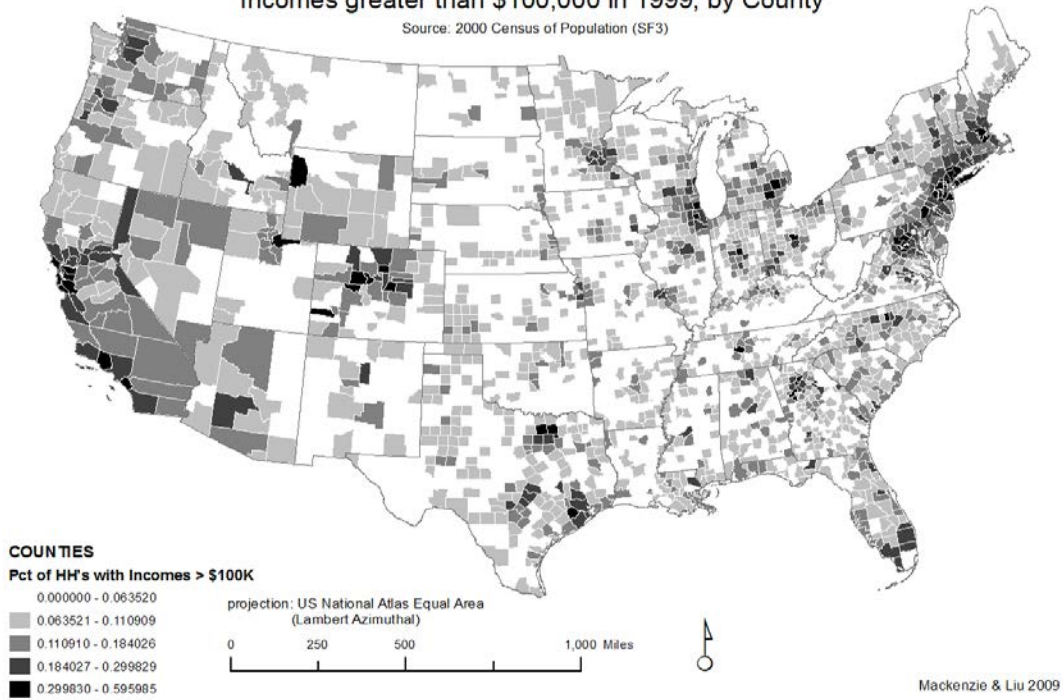 Incomes greater than $100,000 in 1999, by County
Source: 2000 Census of Population (SF3)
COUNTIES
Pct of HH's with Incomes > $100K
0.000000 - 0.063520
0.063521 - 0.110909
0.110910 - 0.184026
0.184027 - 0.299829
0.299830 - 0.595985
projection: US National Atlas Equal Area
(Lambert Azimuthal)
0 250 500 1,000 Miles
Mackenzie & Liu 2009